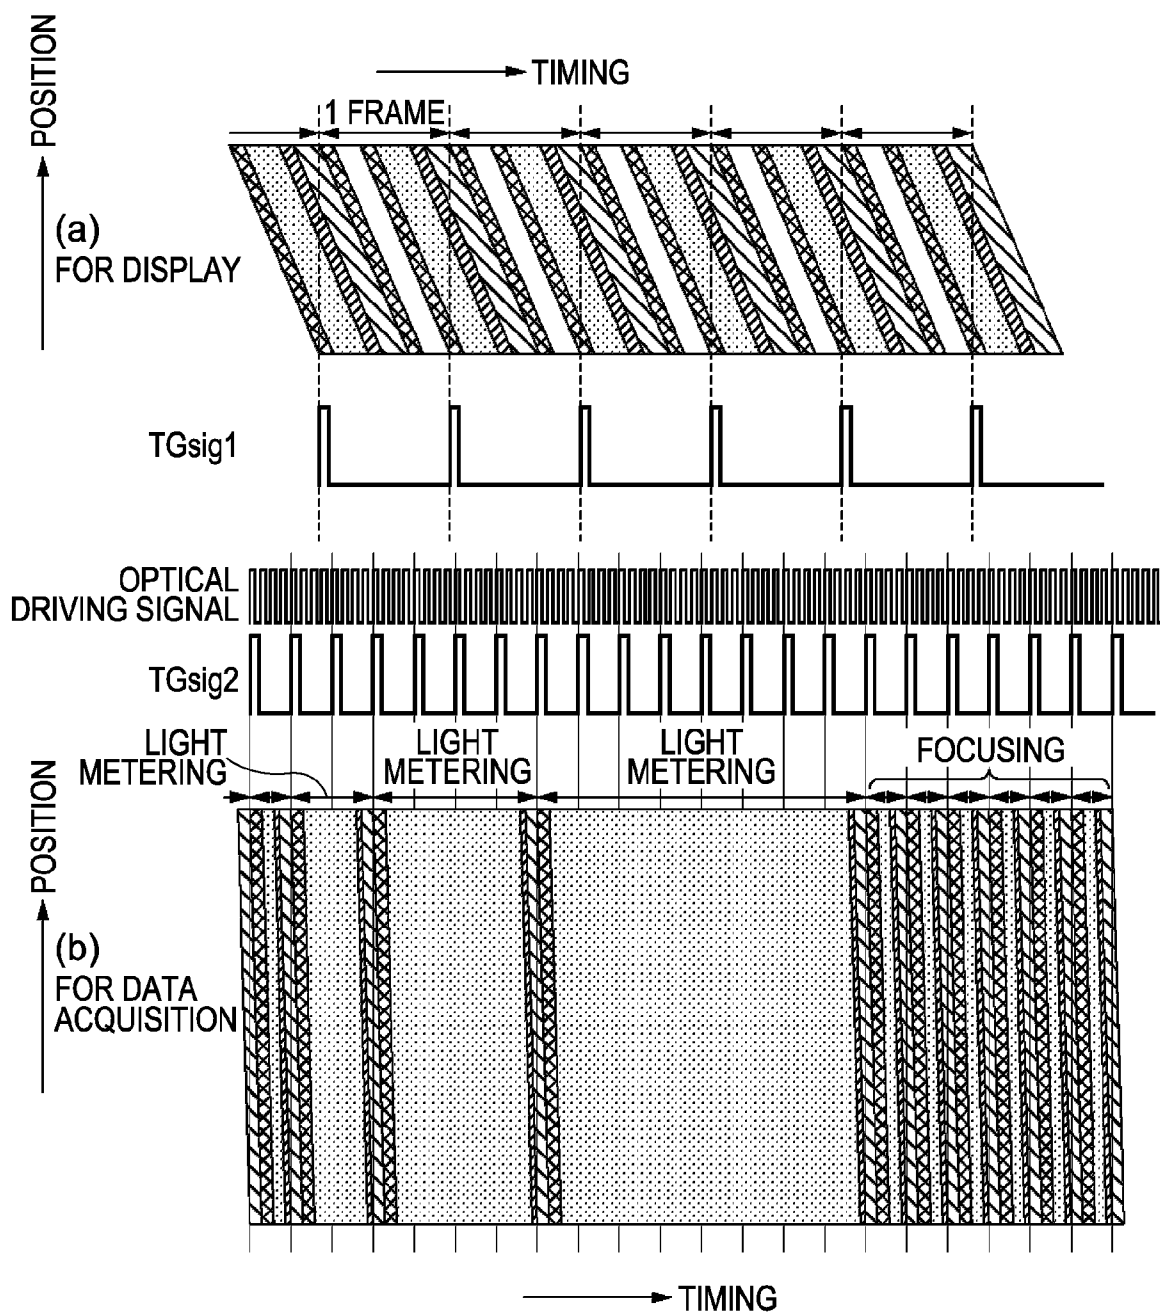 POSITION
TIMING
1 FRAME
(a)
FOR DISPLAY
TGsig1
OPTICAL
DRIVING SIGNAL
TGsig2
LIGHT
METERING
LIGHT
METERING
LIGHT
METERING
FOCUSING
POSITION
(b)
FOR DATA
ACQUISITION
TIMING